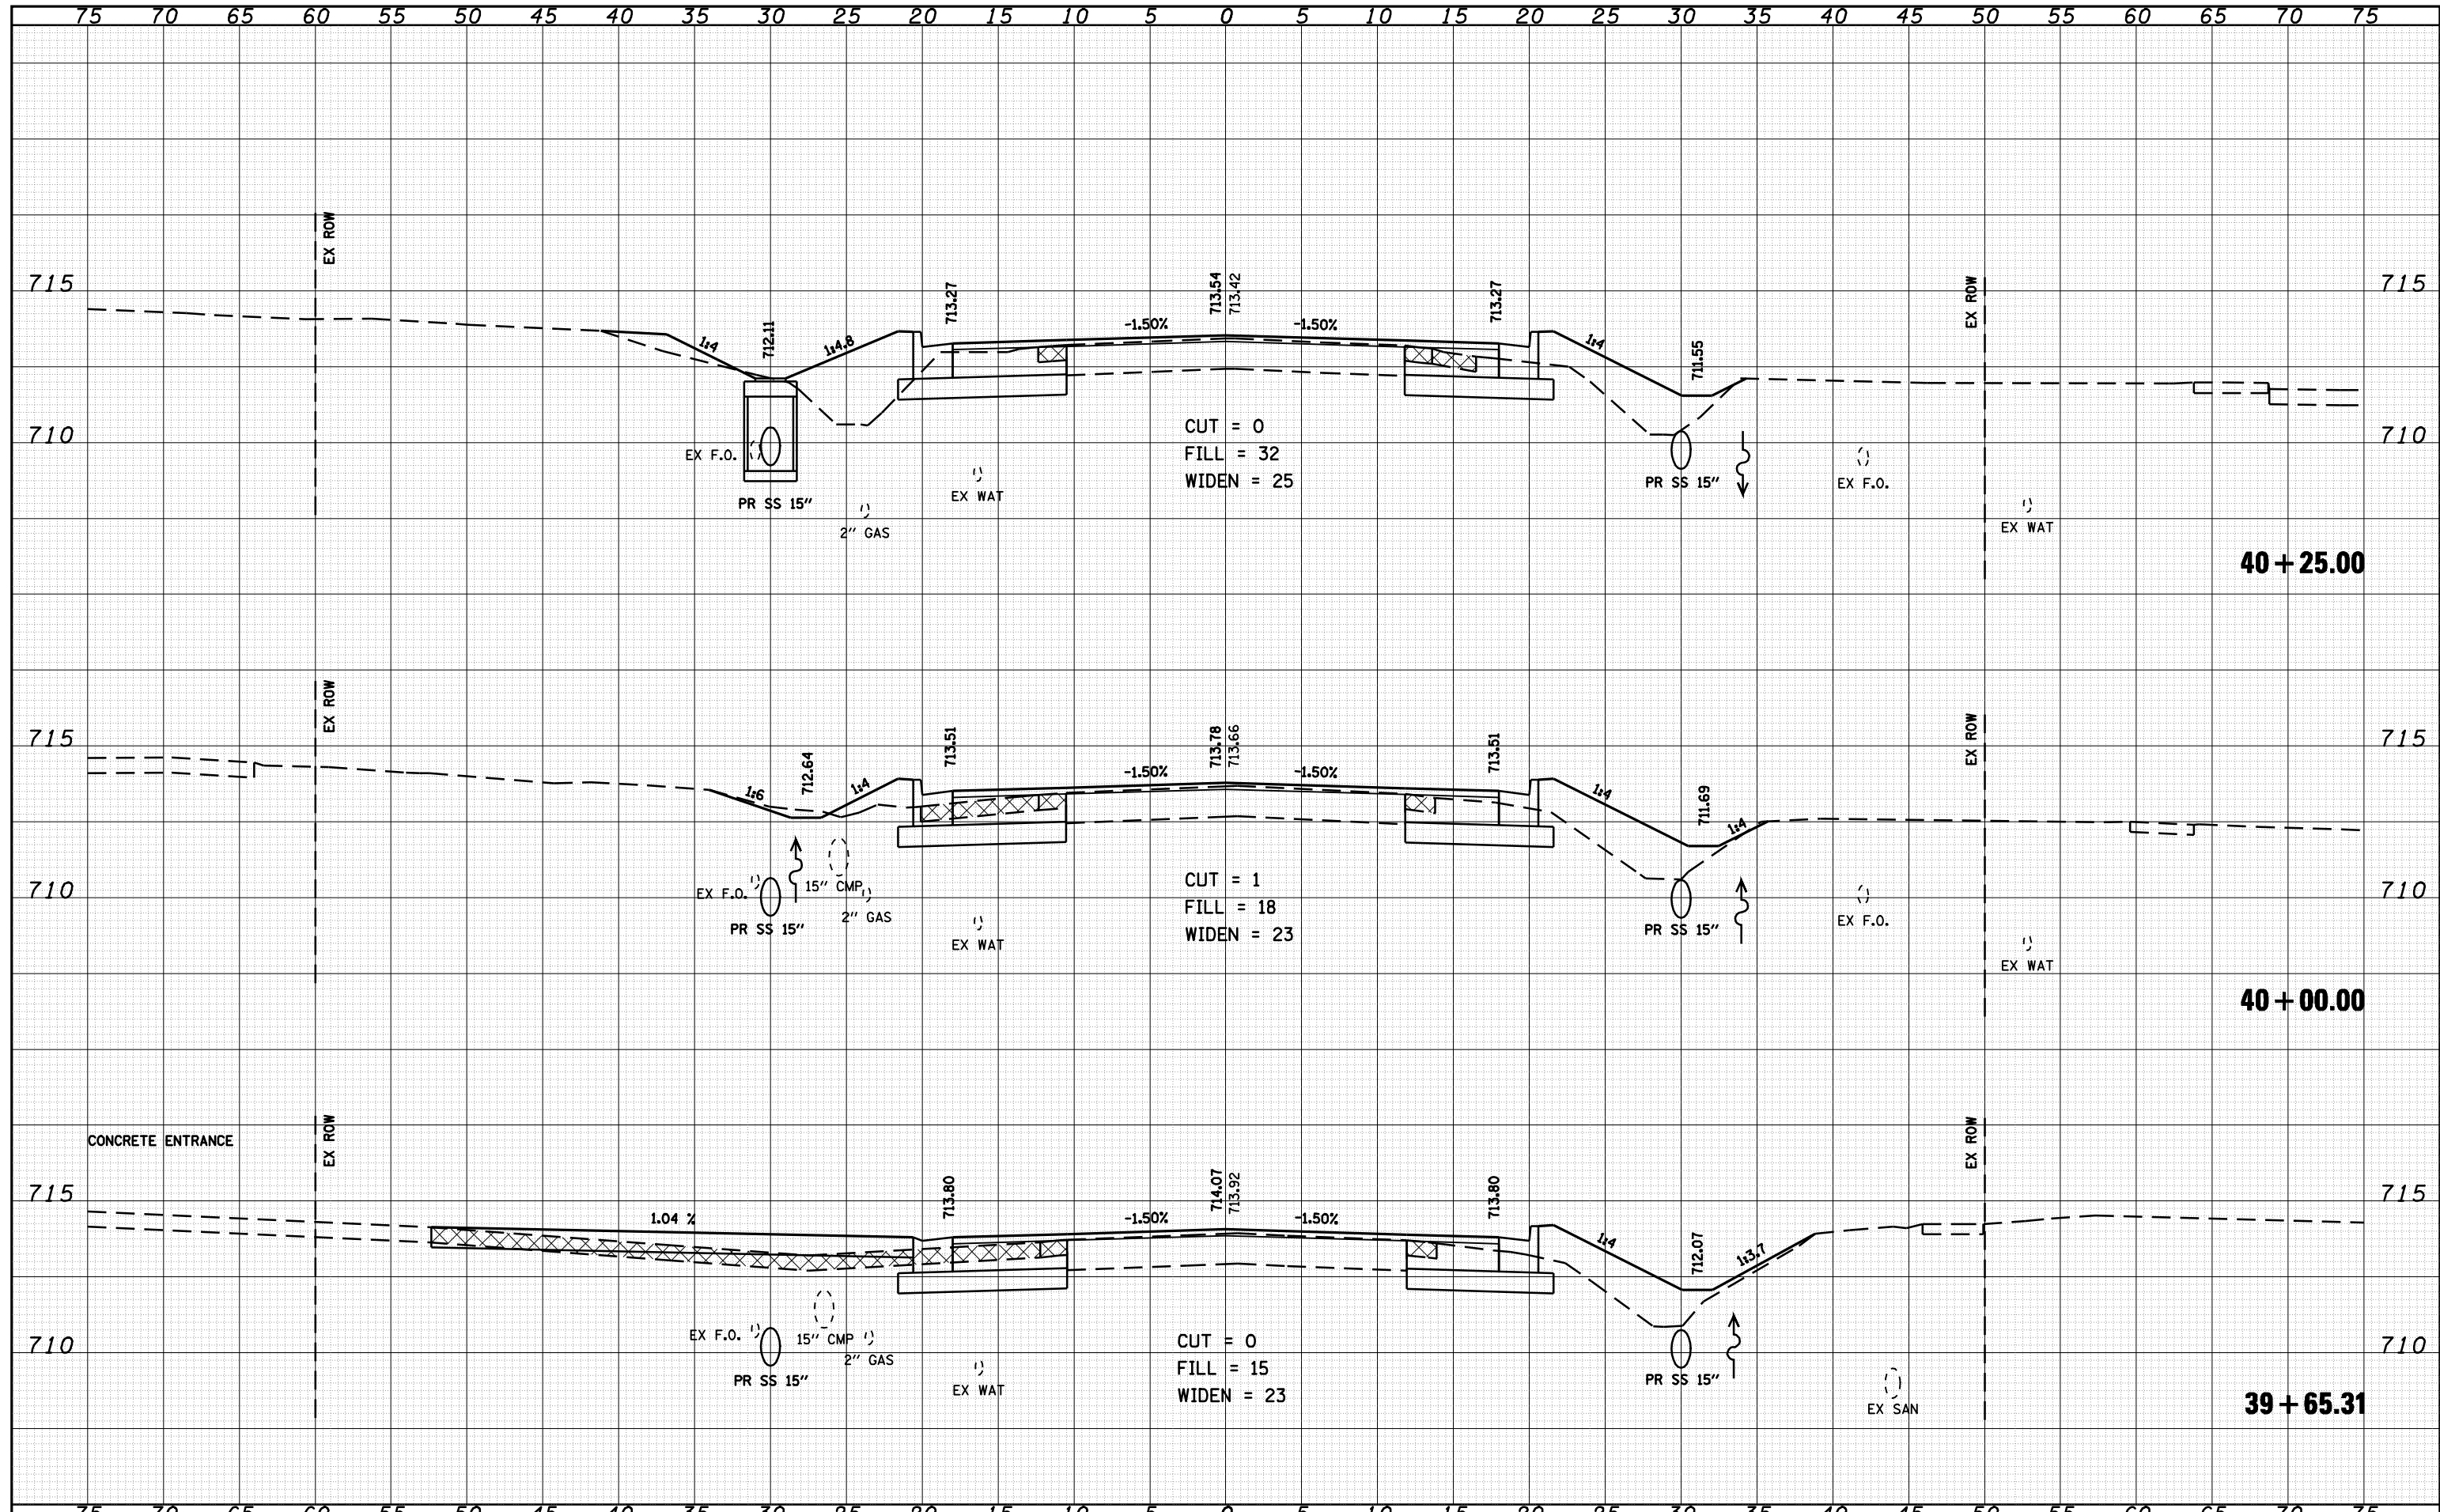 75 70 65 60 55 50 45 40 35 30 25 20 15 10 5 0 5 10 15 20 25 30 35 40 45 50 55 60 65 70 75
EX ROW
EX ROW
715
715
713.27
713.54
713.42
713.27
712.11
711.55
1:4
1:4.8
-1.50%
-1.50%
1:4
710
710
EX F.O.
PR SS 15"
2" GAS
EX WAT
CUT = 0
FILL = 32
WIDEN = 25
PR SS 15"
EX F.O.
EX WAT
40+25.00
EX ROW
EX ROW
715
715
712.64
713.51
713.78
713.66
713.51
711.69
1:6
1:4
-1.50%
-1.50%
1:4
1:4
710
710
EX F.O.
15" CMP
2" GAS
PR SS 15"
EX WAT
CUT = 1
FILL = 18
WIDEN = 23
PR SS 15"
EX F.O.
EX WAT
40+00.00
CONCRETE ENTRANCE
EX ROW
EX ROW
715
715
713.80
714.07
713.92
713.80
712.07
1.04 %
-1.50%
-1.50%
1:4
1:3.7
710
710
EX F.O.
15" CMP
2" GAS
PR SS 15"
EX WAT
CUT = 0
FILL = 15
WIDEN = 23
PR SS 15"
EX SAN
39+65.31
75 70 65 60 55 50 45 40 35 30 25 20 15 10 5 0 5 10 15 20 25 30 35 40 45 50 55 60 65 70 75